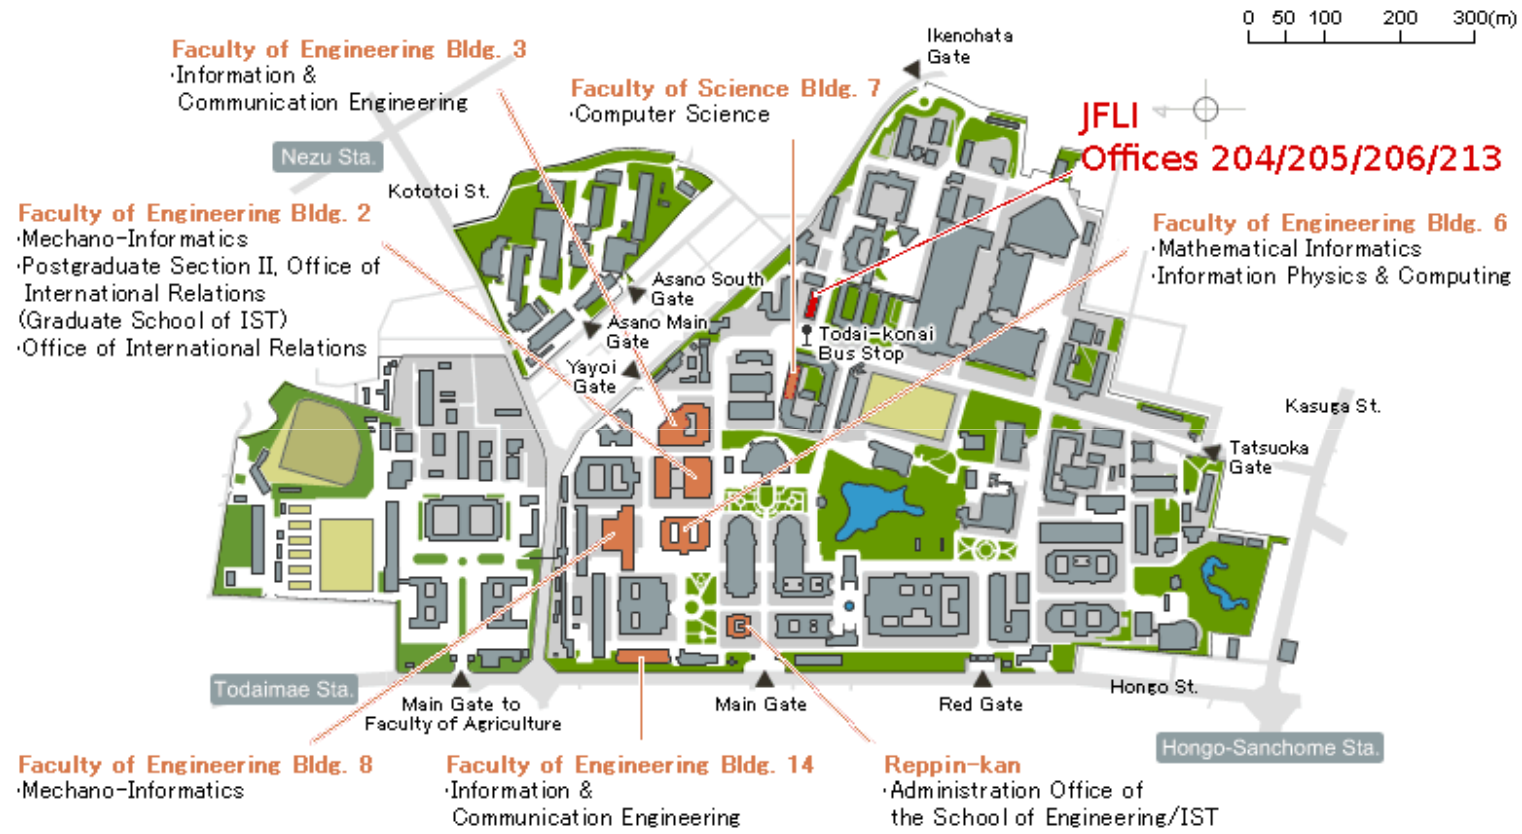 0 50 100 200 300(m)
Ikenohata
Gate
Faculty of Engineering Bldg. 3
·Information &
Communication Engineering
Faculty of Science Bldg. 7
·Computer Science
JFLI
Offices 204/205/206/213
Nezu Sta.
Kototoi St.
Faculty of Engineering Bldg. 2
·Mechano-Informatics
·Postgraduate Section II, Office of
International Relations
(Graduate School of IST)
·Office of International Relations
Faculty of Engineering Bldg. 6
·Mathematical Informatics
·Information Physics & Computing
Asano South
Gate
Asano Main
Gate
Yayoi
Gate
Todai-konai
Bus Stop
Kasuga St.
Tatsuoka
Gate
Todaimae Sta.
Main Gate to
Faculty of Agriculture
Main Gate
Red Gate
Hongo St.
Hongo-Sanchome Sta.
Faculty of Engineering Bldg. 8
·Mechano-Informatics
Faculty of Engineering Bldg. 14
·Information &
Communication Engineering
Reppin-kan
·Administration Office of
the School of Engineering/IST